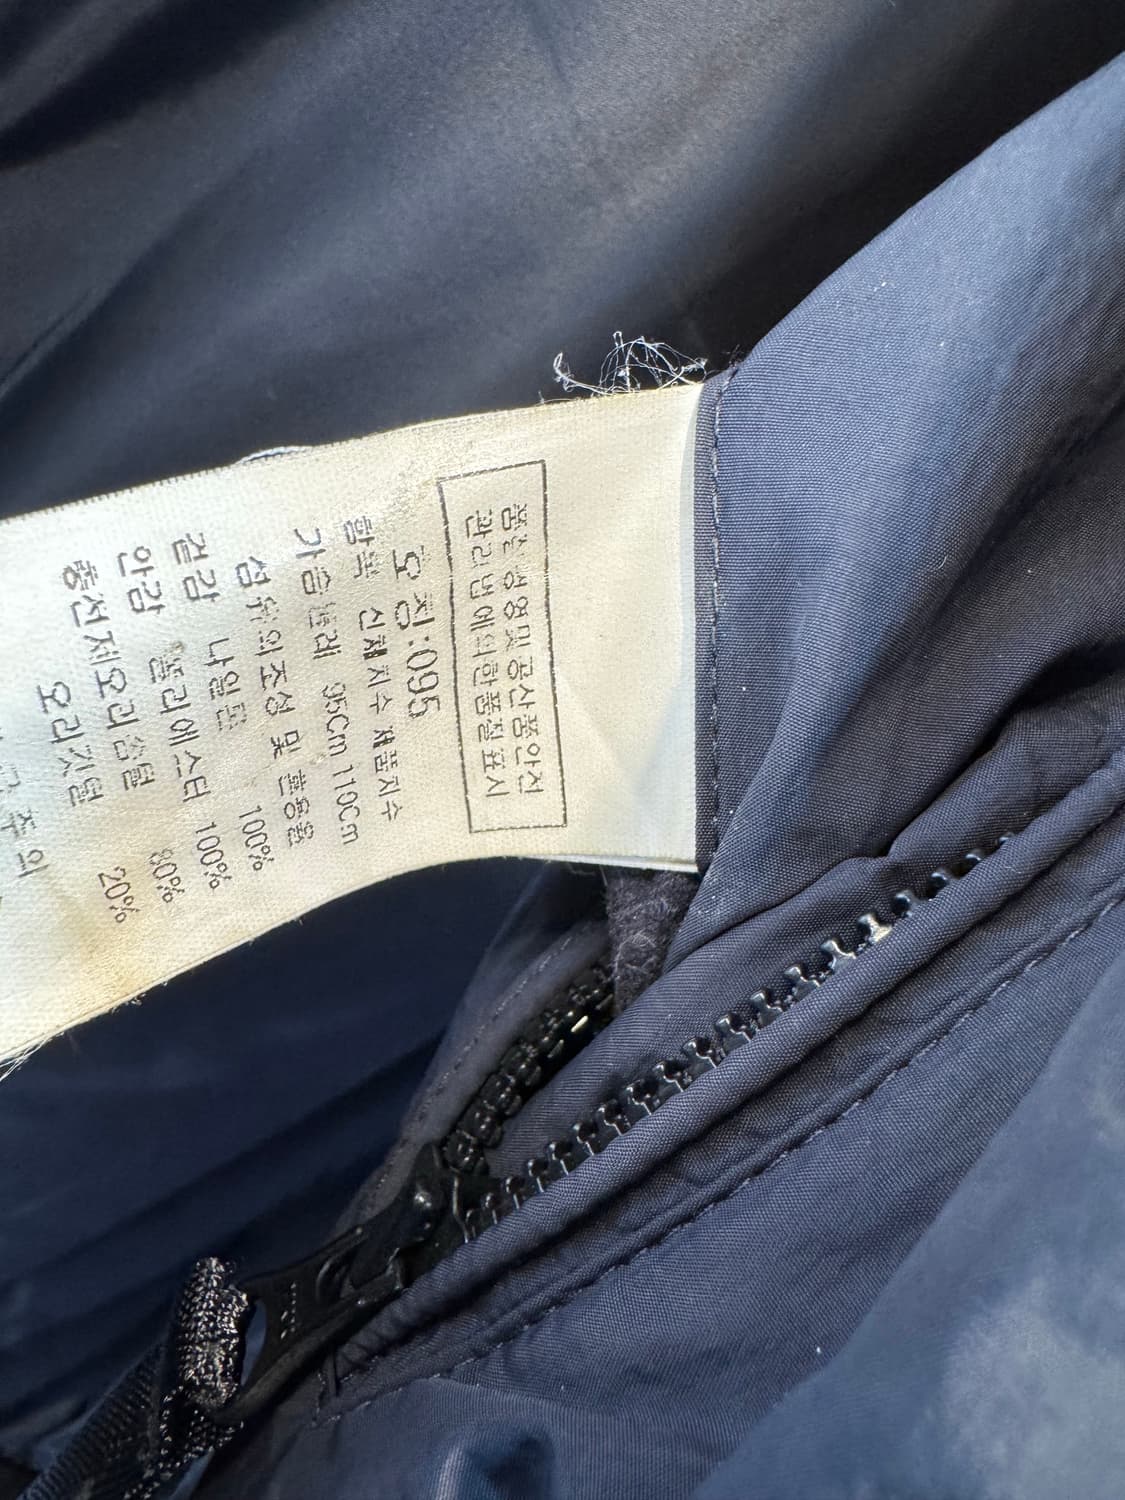 품질경영및공산품안전
관리법에의한품질표시
호칭:095
항목 신체치수 제품치수
가슴둘레 95Cm 110Cm
섬유의조성 및 혼용율
겉감 나일론 100%
안감 폴리에스터 100%
충전재오리솜털 80%
오리깃털 20%